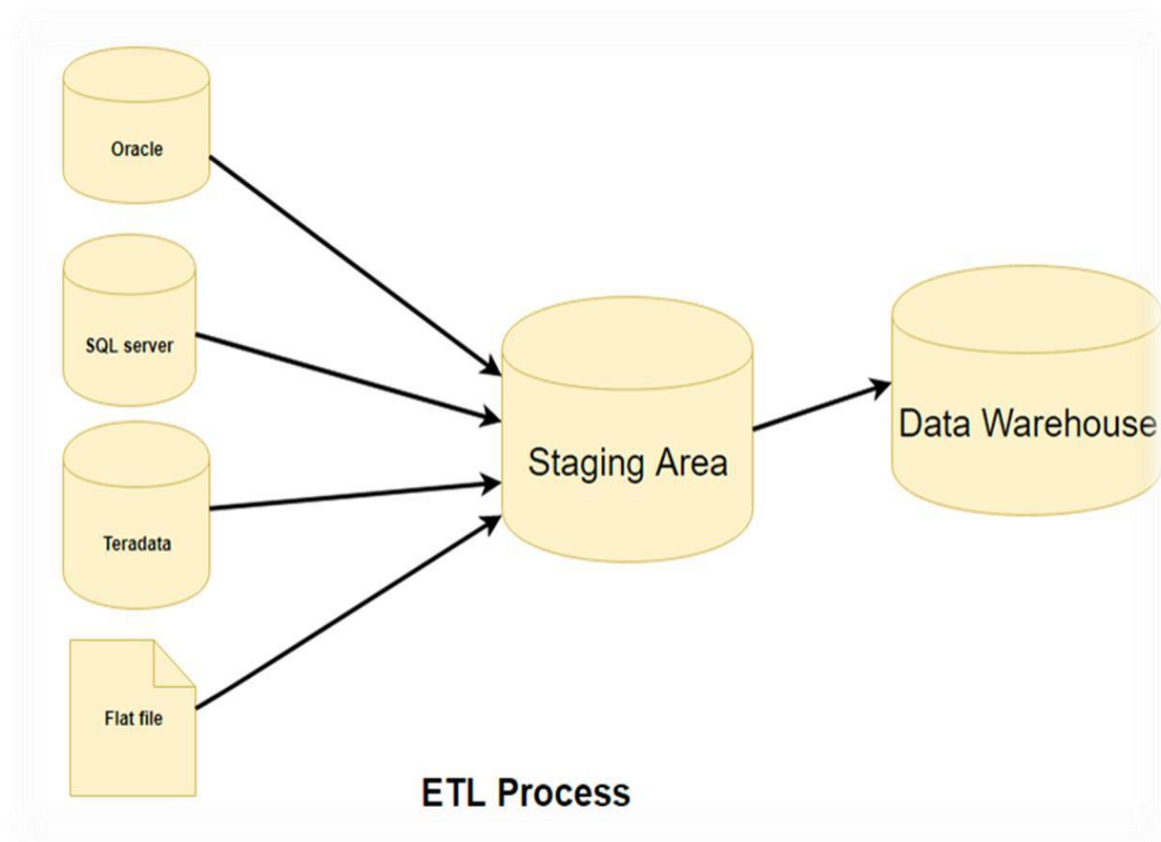 Oracle
SQL server
Teradata
Flat file
Staging Area
Data Warehouse
ETL Process